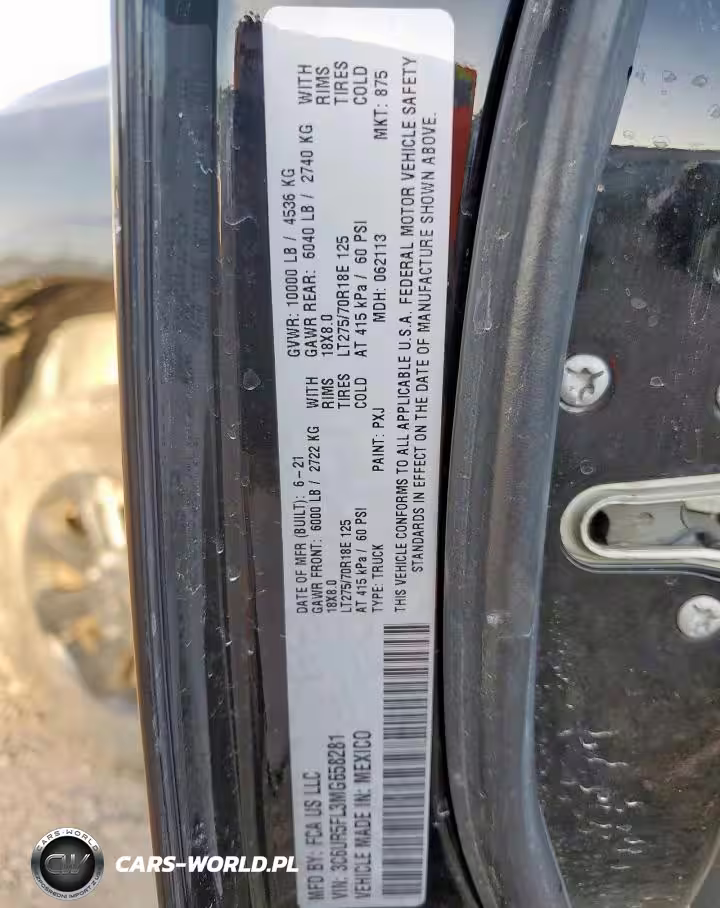 MFD BY: FCA US LLC
DATE OF MFR (BUILT): 6-21
GVWR: 10000 LB / 4536 KG
GAWR FRONT: 6000 LB / 2722 KG WITH
18X8.0 RIMS
LT275/70R18E 125 TIRES
AT 415 kPa / 60 PSI COLD
GAWR REAR: 6040 LB / 2740 KG WITH
18X8.0 RIMS
LT275/70R18E 125 TIRES
AT 415 kPa / 60 PSI COLD
VIN: 3C6UR5FL3MG658281
TYPE: TRUCK PAINT: PXJ MDH: 062113 MKT: 875
VEHICLE MADE IN: MEXICO
THIS VEHICLE CONFORMS TO ALL APPLICABLE U.S.A. FEDERAL MOTOR VEHICLE SAFETY
STANDARDS IN EFFECT ON THE DATE OF MANUFACTURE SHOWN ABOVE.
CARS-WORLD
CW
CARS-WORLD.PL